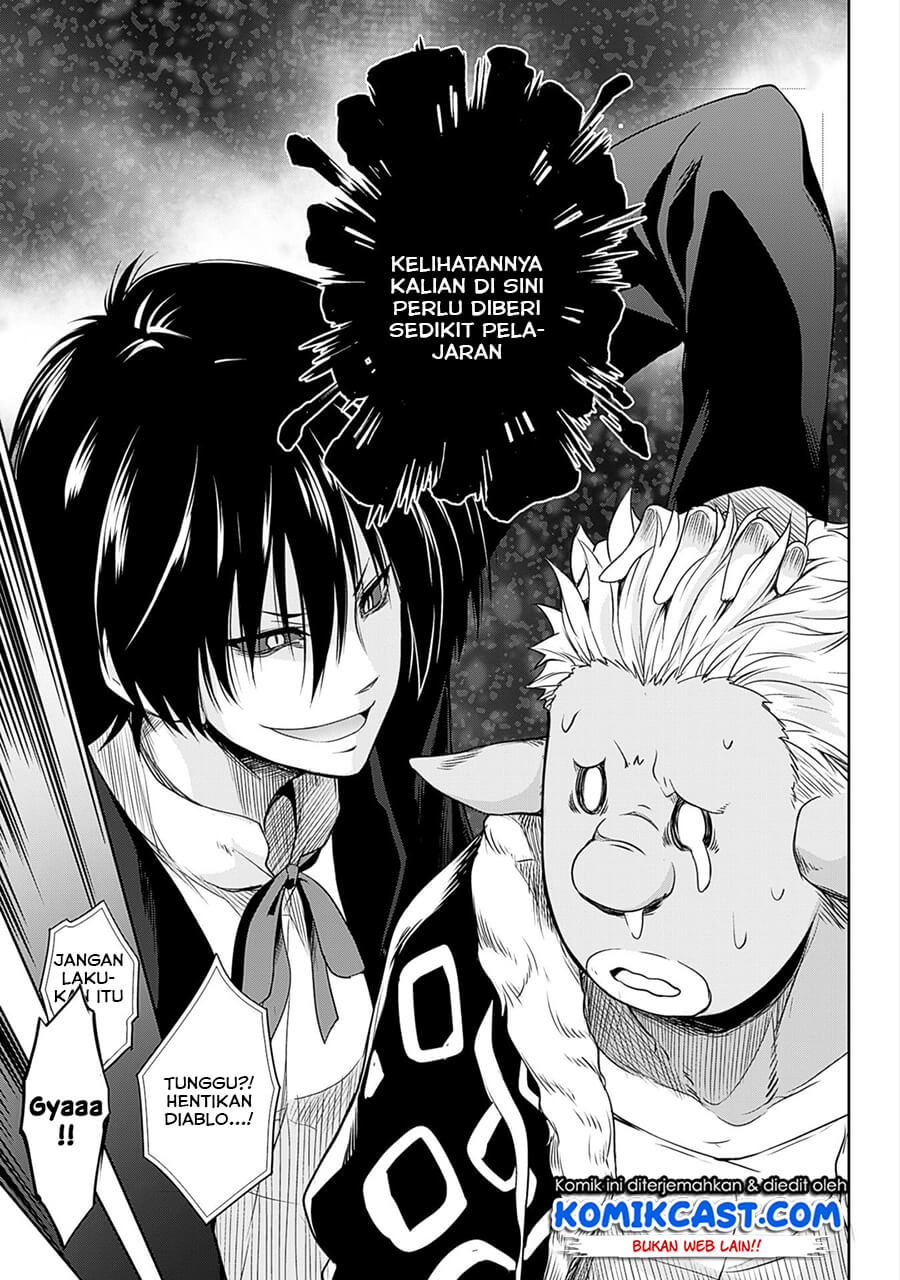 KELIHATANNYA
KALIAN DI SINI
PERLU DIBERI
SEDIKIT PELA-
JARAN
TUNGGU?!
HENTIKAN
DIABLO...!
JANGAN
LAKU-
KAN ITU
Gyaaa
!!
Komik ini diterjemahkan & diedit oleh
KOMIKCAST.COM
BUKAN WEB LAIN!!